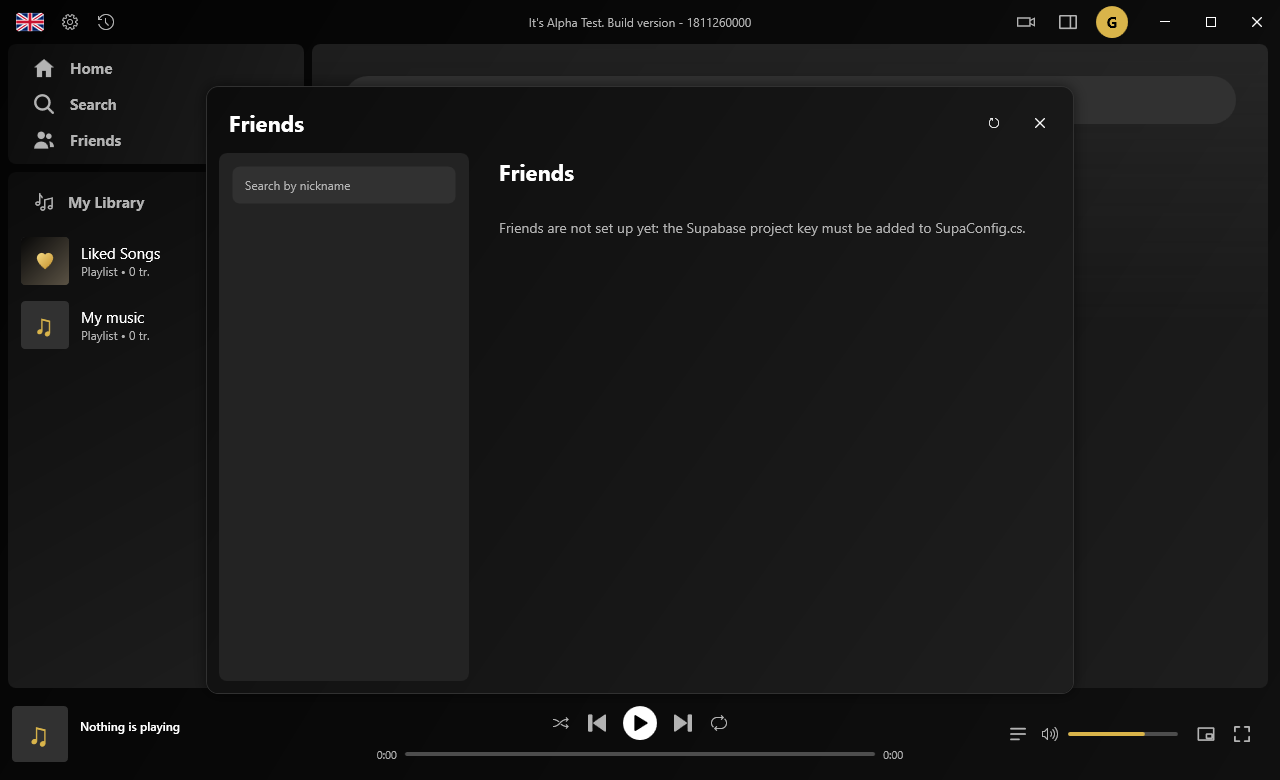 It's Alpha Test. Build version - 1811260000
G
Home
Search
Friends
My Library
Liked Songs
Playlist • 0 tr.
My music
Playlist • 0 tr.
Friends
Search by nickname
Friends
Friends are not set up yet: the Supabase project key must be added to SupaConfig.cs.
Nothing is playing
0:00
0:00